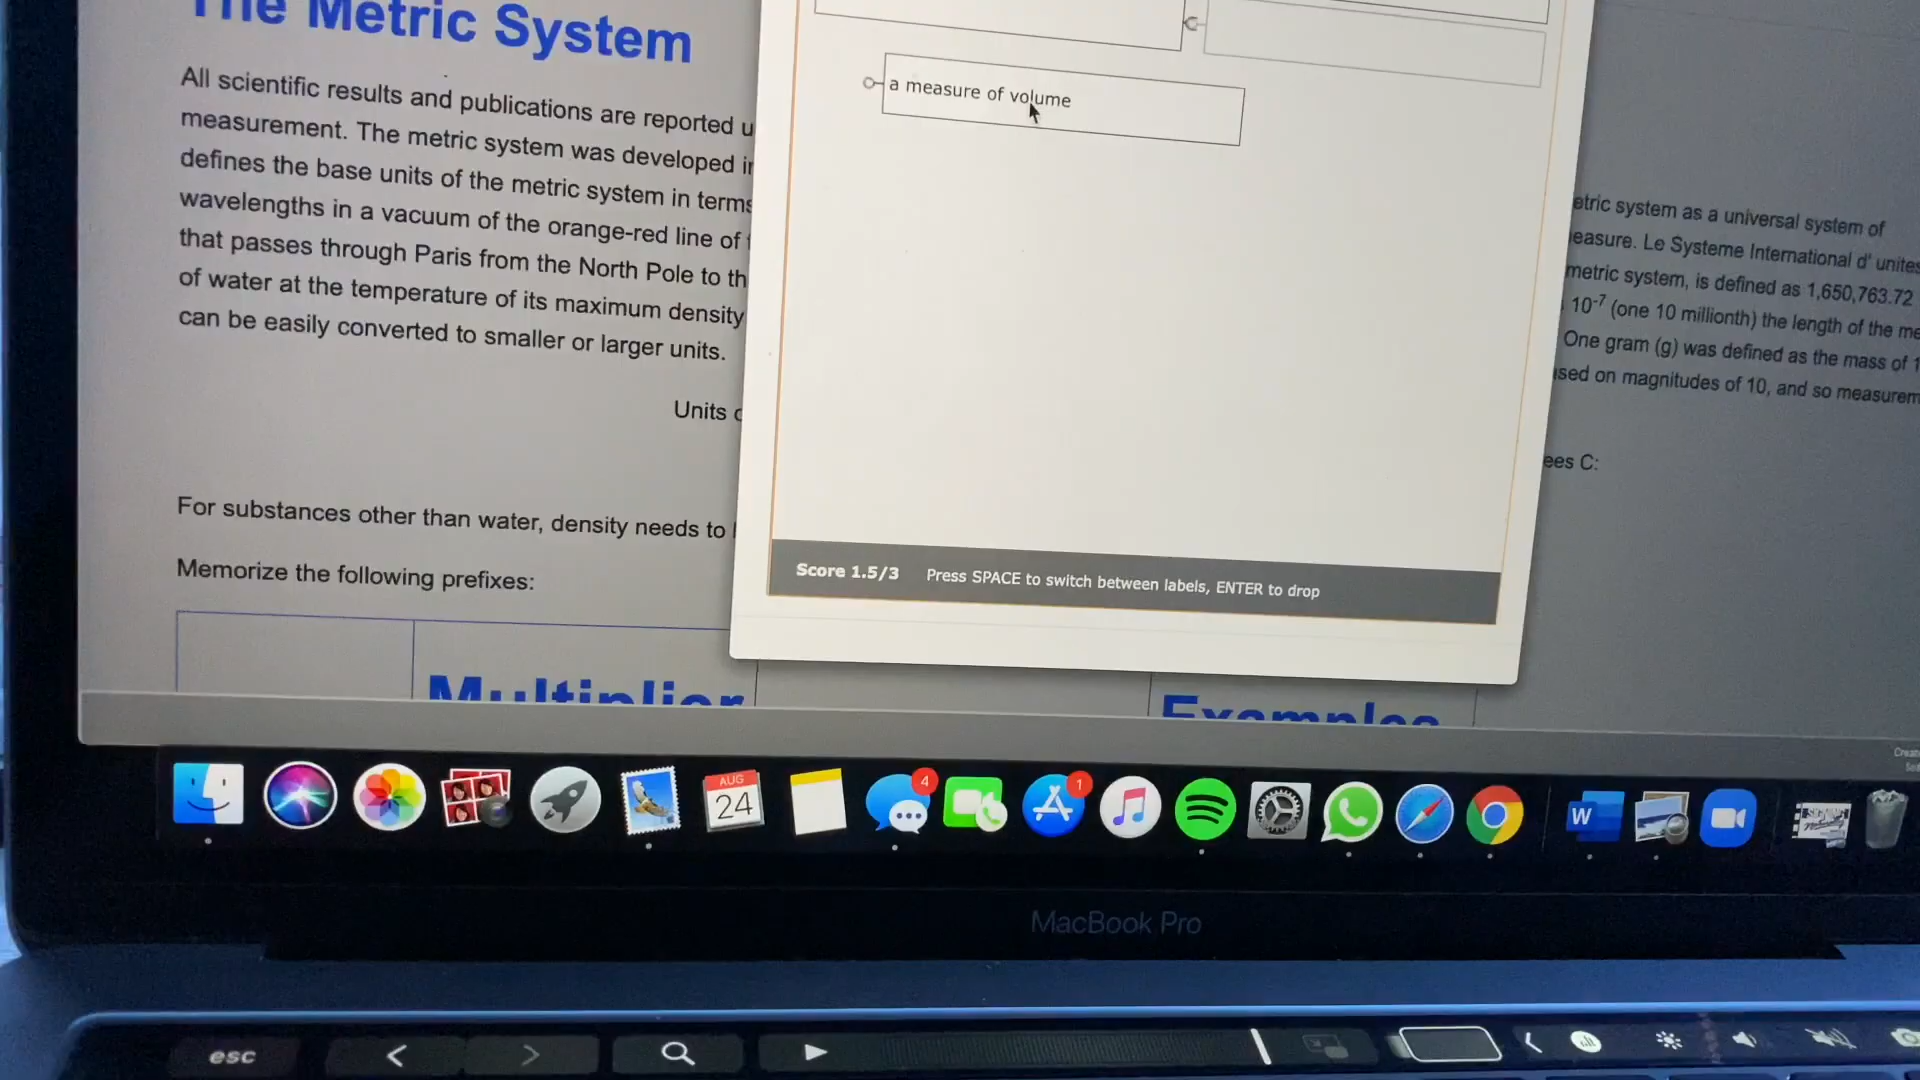 The Metric System
All scientific results and publications are reported u
measurement. The metric system was developed in
defines the base units of the metric system in terms
wavelengths in a vacuum of the orange-red line of
that passes through Paris from the North Pole to th
of water at the temperature of its maximum density
can be easily converted to smaller or larger units.
Units
For substances other than water, density needs to
Memorize the following prefixes:
Multiplier
Examples
a measure of volume
Score 1.5/3 Press SPACE to switch between labels, ENTER to drop
etric system as a universal system of
easure. Le Systeme International d' unites
metric system, is defined as 1,650,763.72
10-7 (one 10 millionth) the length of the me
One gram (g) was defined as the mass of 1
ased on magnitudes of 10, and so measurem
ees C:
AUG
24
4
1
W
MacBook Pro
esc